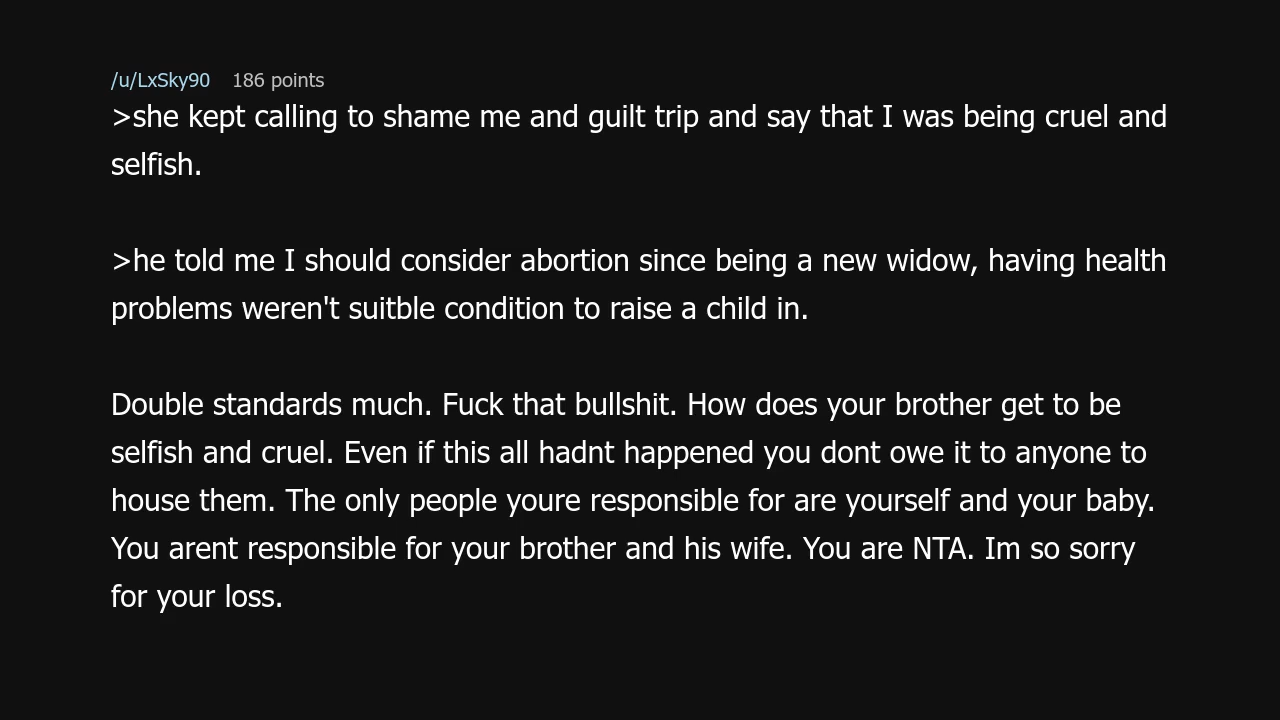 /u/LxSky90 186 points
>she kept calling to shame me and guilt trip and say that I was being cruel and
selfish.
>he told me I should consider abortion since being a new widow, having health
problems weren't suitble condition to raise a child in.
Double standards much. Fuck that bullshit. How does your brother get to be
selfish and cruel. Even if this all hadnt happened you dont owe it to anyone to
house them. The only people youre responsible for are yourself and your baby.
You arent responsible for your brother and his wife. You are NTA. Im so sorry
for your loss.